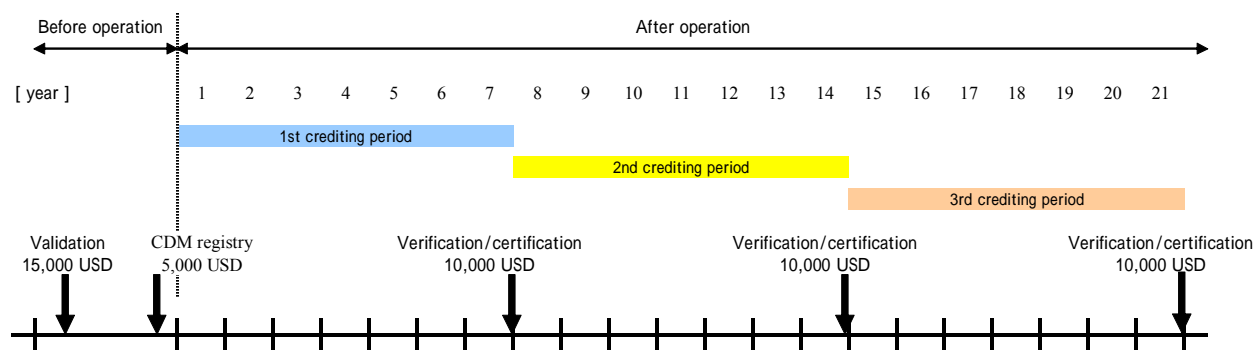 Before operation
After operation
[ year ]
1 2 3 4 5 6 7 8 9 10 11 12 13 14 15 16 17 18 19 20 21
1st crediting period
2nd crediting period
3rd crediting period
Validation
15,000 USD
CDM registry
5,000 USD
Verification/certification
10,000 USD
Verification/certification
10,000 USD
Verification/certification
10,000 USD